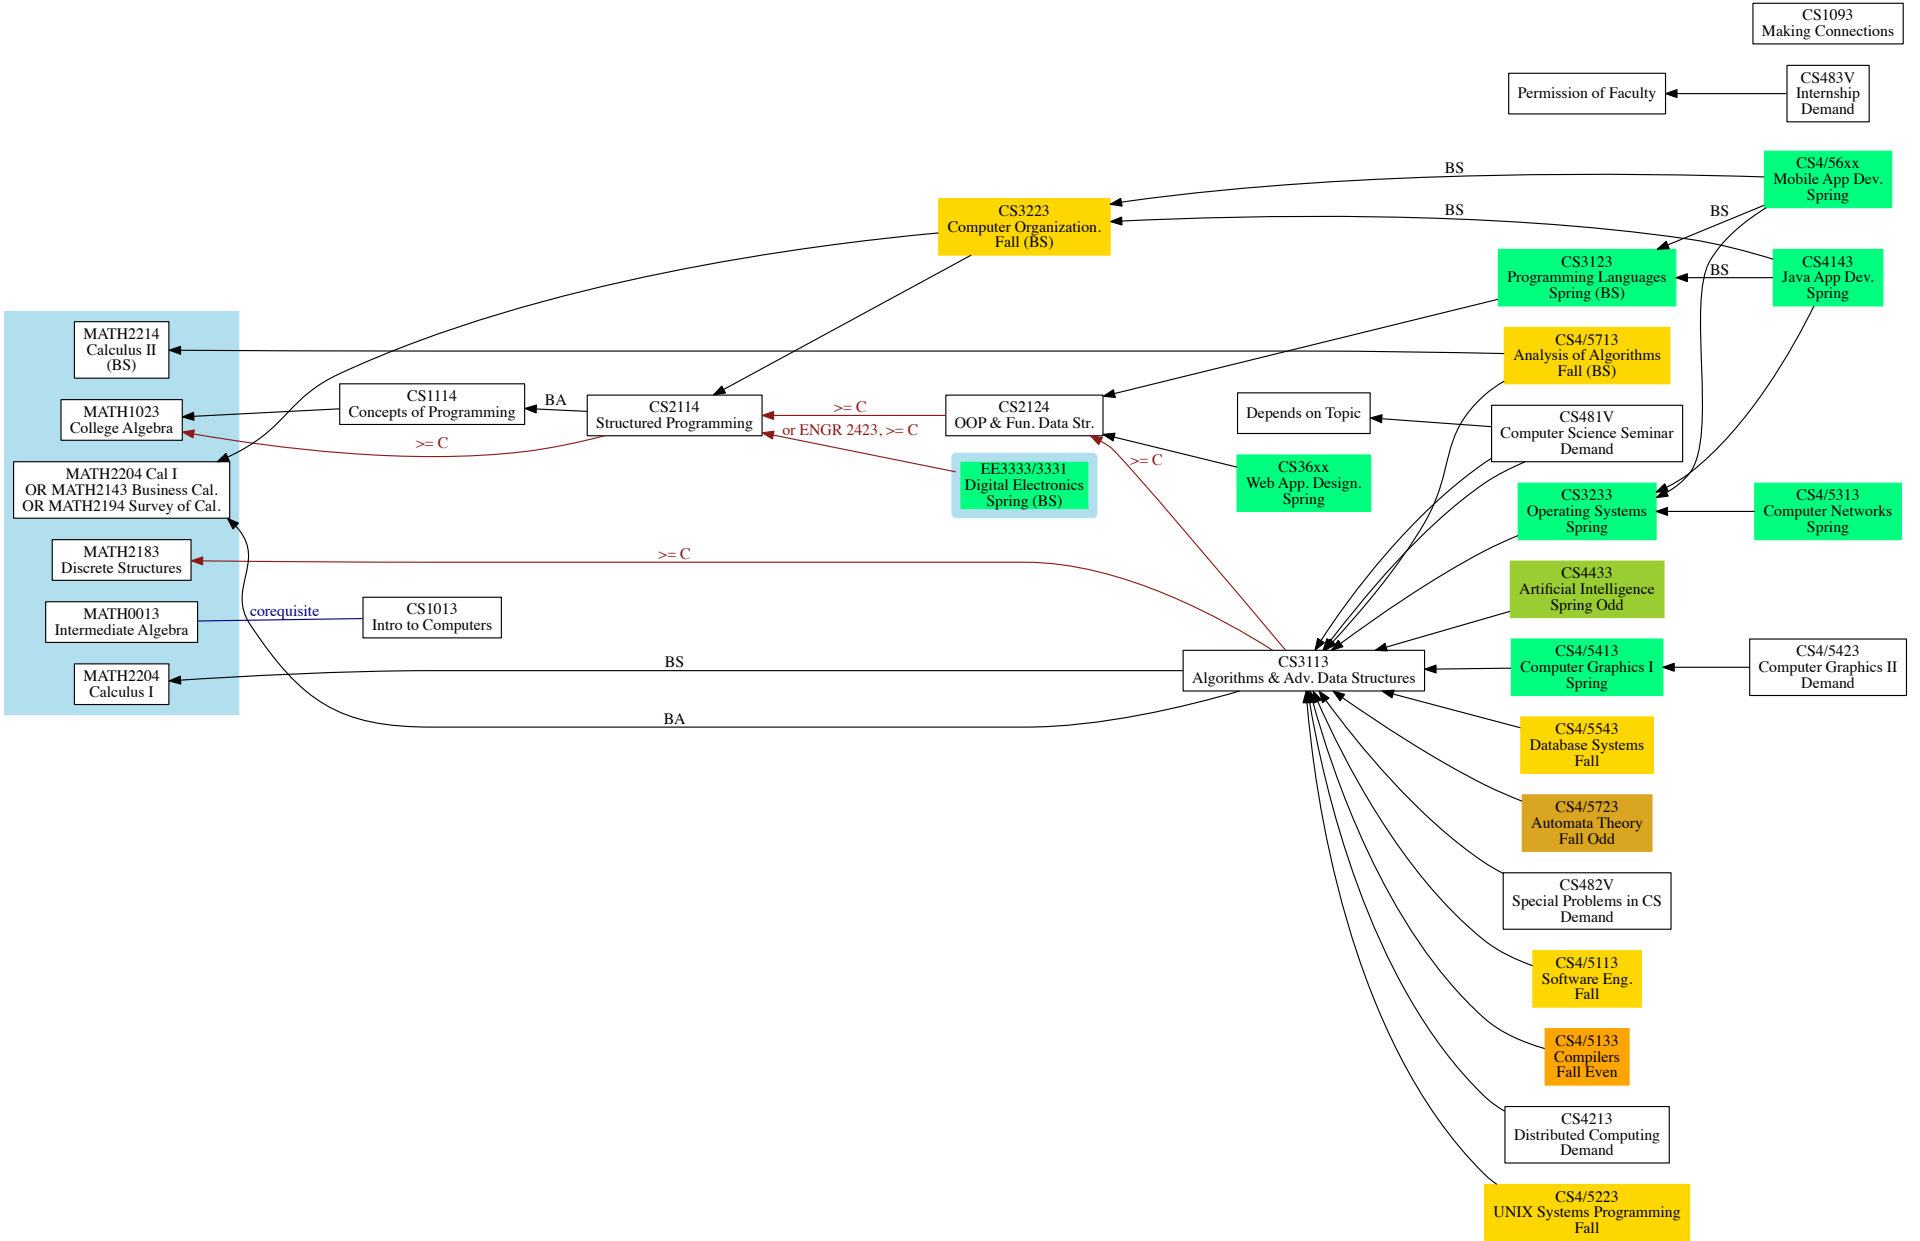 CS1093
Making Connections
Permission of Faculty
CS483V
Internship
Demand
CS4/56xx
Mobile App Dev.
Spring
BS
BS
BS
BS
CS3223
Computer Organization.
Fall (BS)
CS3123
Programming Languages
Spring (BS)
CS4143
Java App Dev.
Spring
MATH2214
Calculus II
(BS)
CS4/5713
Analysis of Algorithms
Fall (BS)
MATH1023
College Algebra
CS1114
Concepts of Programming
BA
CS2114
Structured Programming
>= C
>= C
or ENGR 2423, >= C
CS2124
OOP & Fun. Data Str.
Depends on Topic
CS481V
Computer Science Seminar
Demand
MATH2204 Cal I
OR MATH2143 Business Cal.
OR MATH2194 Survey of Cal.
EE3333/3331
Digital Electronics
Spring (BS)
>= C
CS36xx
Web App. Design.
Spring
CS3233
Operating Systems
Spring
CS4/5313
Computer Networks
Spring
MATH2183
Discrete Structures
>= C
CS4433
Artificial Intelligence
Spring Odd
MATH0013
Intermediate Algebra
corequisite
CS1013
Intro to Computers
MATH2204
Calculus I
BS
BA
CS3113
Algorithms & Adv. Data Structures
CS4/5413
Computer Graphics I
Spring
CS4/5423
Computer Graphics II
Demand
CS4/5543
Database Systems
Fall
CS4/5723
Automata Theory
Fall Odd
CS482V
Special Problems in CS
Demand
CS4/5113
Software Eng.
Fall
CS4/5133
Compilers
Fall Even
CS4213
Distributed Computing
Demand
CS4/5223
UNIX Systems Programming
Fall